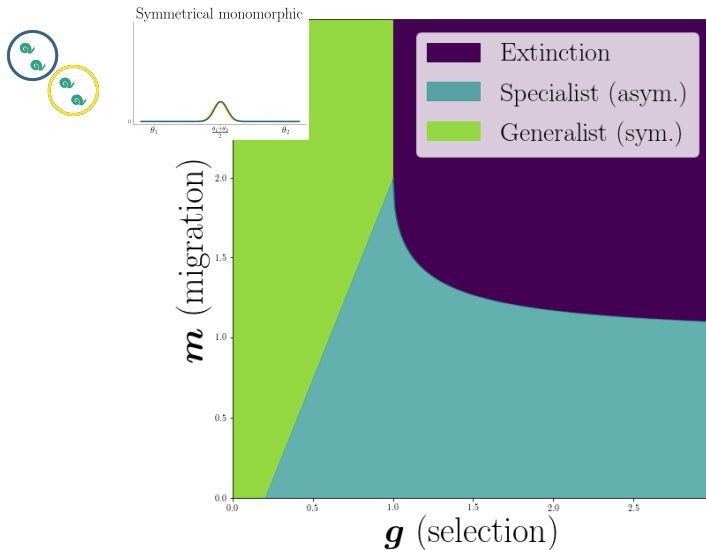 Symmetrical monomorphic
0
θ₁
(θ₁+θ₂)/2
θ₂
Extinction
Specialist (asym.)
Generalist (sym.)
m (migration)
2.0
1.5
1.0
0.5
0.0
0.0 0.5 1.0 1.5 2.0 2.5
g (selection)